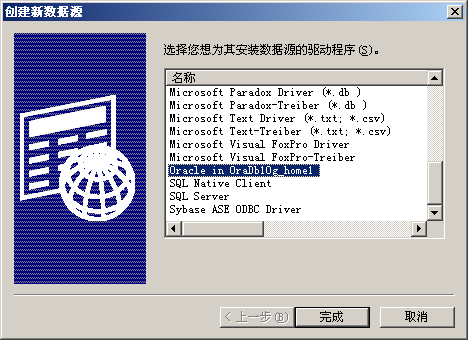 创建新数据源
选择您想为其安装数据源的驱动程序(S)。
名称
Microsoft Paradox Driver (*.db )
Microsoft Paradox-Treiber (*.db )
Microsoft Text Driver (*.txt; *.csv)
Microsoft Text-Treiber (*.txt; *.csv)
Microsoft Visual FoxPro Driver
Microsoft Visual FoxPro-Treiber
Oracle in OraDb10g_home1
SQL Native Client
SQL Server
Sybase ASE ODBC Driver
< 上一步(B)
完成
取消